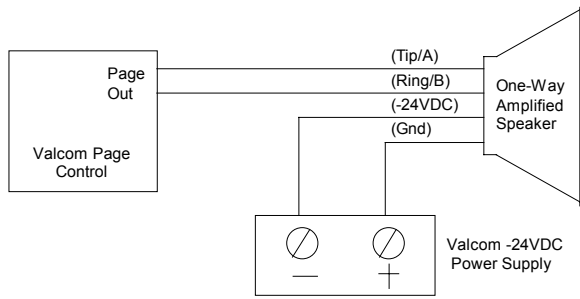 Page
Out
Valcom Page
Control
(Tip/A)
(Ring/B)
(-24VDC)
(Gnd)
One-Way
Amplified
Speaker
Valcom -24VDC
Power Supply